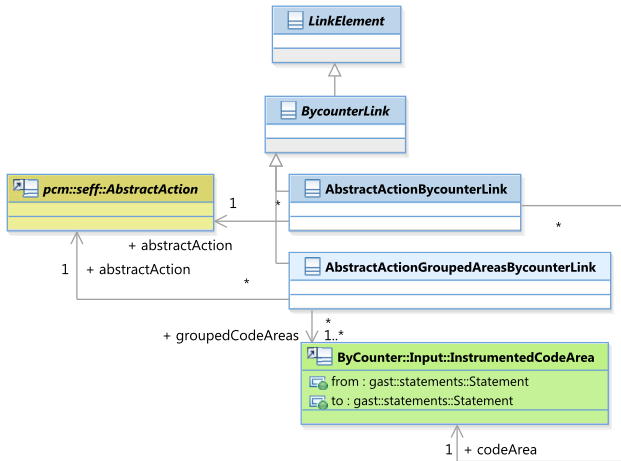 LinkElement
BycounterLink
pcm::seff::AbstractAction
AbstractActionBycounterLink
1
*
*
+ abstractAction
1
+ abstractAction
AbstractActionGroupedAreasBycounterLink
*
*
+ groupedCodeAreas
1..*
ByCounter::Input::InstrumentedCodeArea
from : gast::statements::Statement
to : gast::statements::Statement
1
+ codeArea